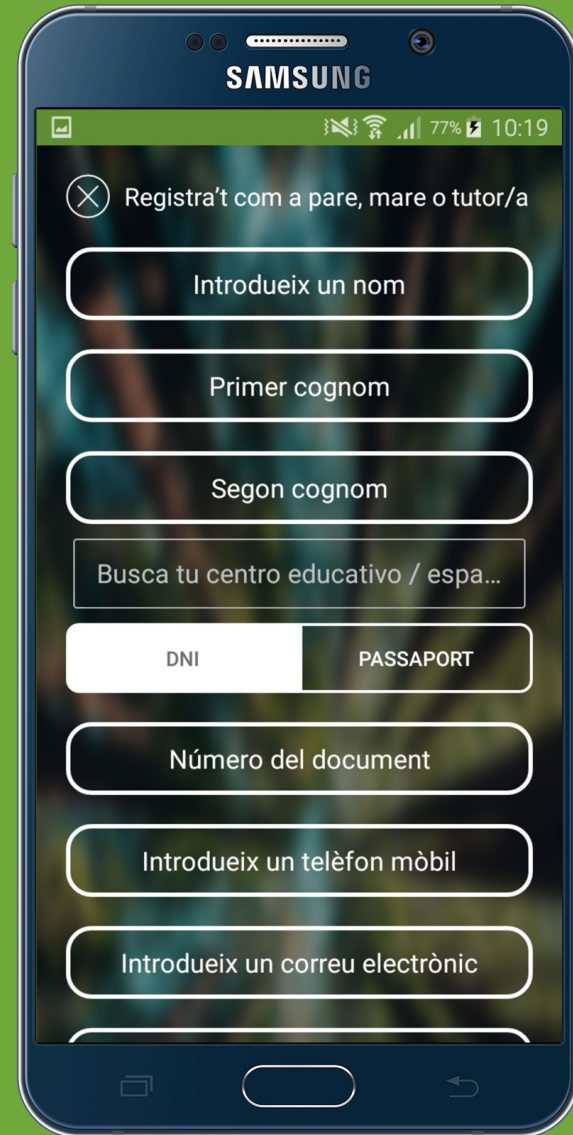 SAMSUNG
77% 10:19
Registra't com a pare, mare o tutor/a
Introdueix un nom
Primer cognom
Segon cognom
Busca tu centro educativo / espa...
DNI
PASSAPORT
Número del document
Introdueix un telèfon mòbil
Introdueix un correu electrònic